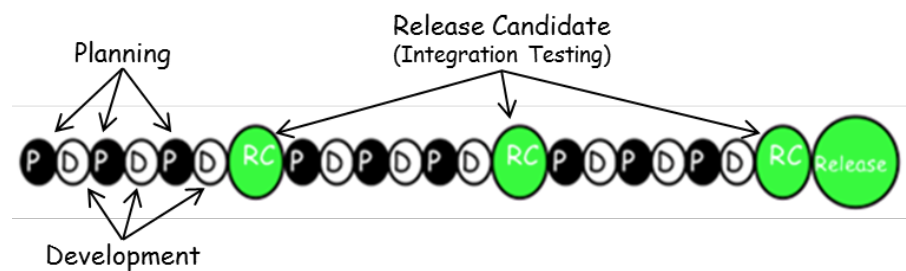 Release Candidate
(Integration Testing)
Planning
P D P D P D RC P D P D P D RC P D P D P D RC Release
Development